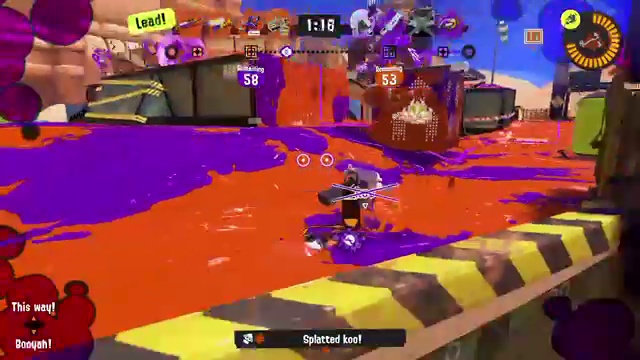 Lead!
1:16
Remaining
Remaining
58
53
This way!
Booyah!
Splatted koo!